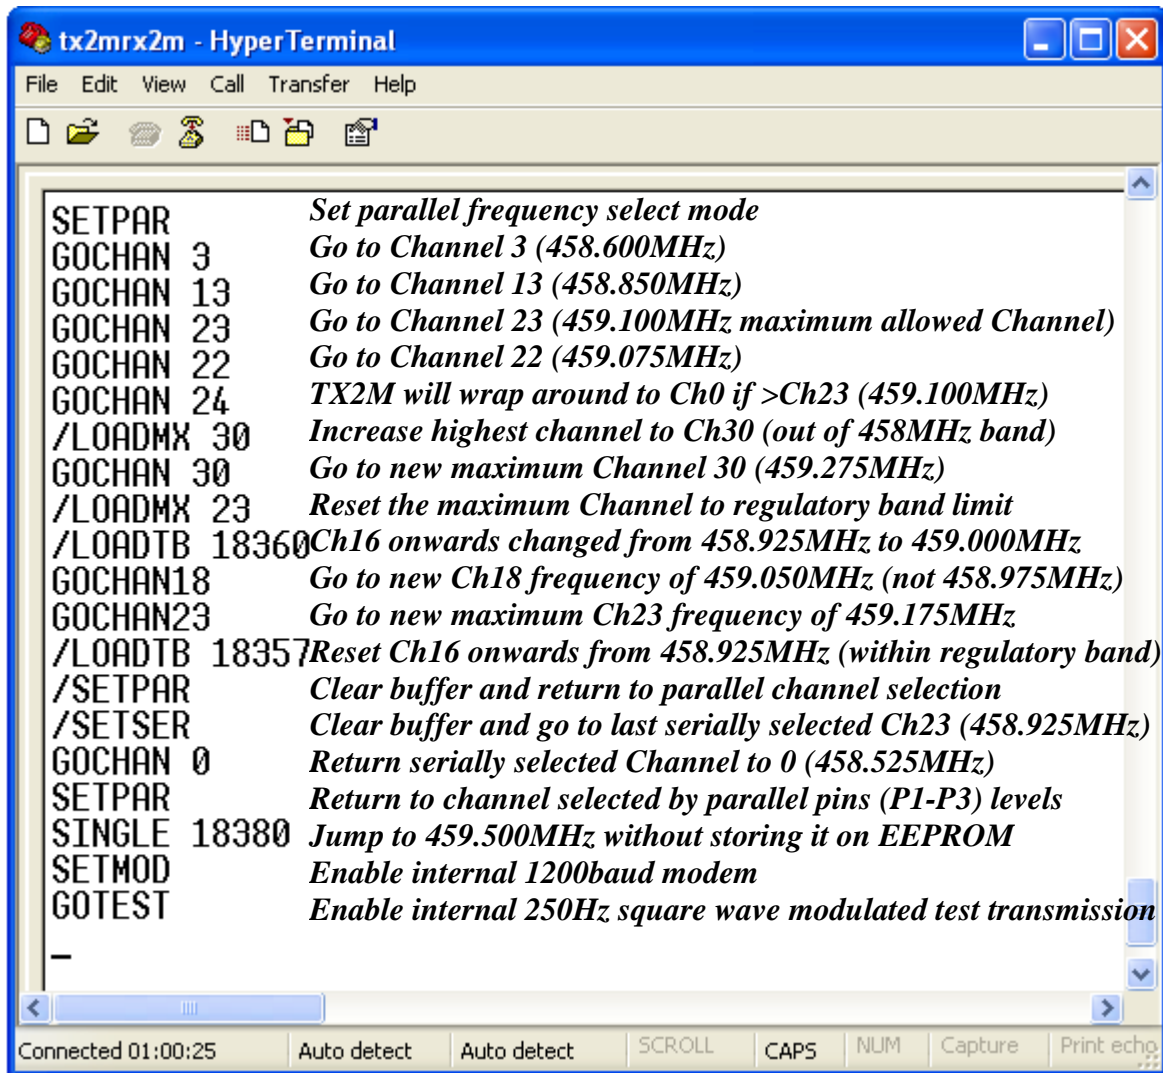 tx2mrx2m - HyperTerminal
File Edit View Call Transfer Help
SETPAR Set parallel frequency select mode
GOCHAN 3 Go to Channel 3 (458.600MHz)
GOCHAN 13 Go to Channel 13 (458.850MHz)
GOCHAN 23 Go to Channel 23 (459.100MHz maximum allowed Channel)
GOCHAN 22 Go to Channel 22 (459.075MHz)
GOCHAN 24 TX2M will wrap around to Ch0 if >Ch23 (459.100MHz)
/LOADMX 30 Increase highest channel to Ch30 (out of 458MHz band)
GOCHAN 30 Go to new maximum Channel 30 (459.275MHz)
/LOADMX 23 Reset the maximum Channel to regulatory band limit
/LOADTB 18360 Ch16 onwards changed from 458.925MHz to 459.000MHz
GOCHAN18 Go to new Ch18 frequency of 459.050MHz (not 458.975MHz)
GOCHAN23 Go to new maximum Ch23 frequency of 459.175MHz
/LOADTB 18357 Reset Ch16 onwards from 458.925MHz (within regulatory band)
/SETPAR Clear buffer and return to parallel channel selection
/SETSER Clear buffer and go to last serially selected Ch23 (458.925MHz)
GOCHAN 0 Return serially selected Channel to 0 (458.525MHz)
SETPAR Return to channel selected by parallel pins (P1-P3) levels
SINGLE 18380 Jump to 459.500MHz without storing it on EEPROM
SETMOD Enable internal 1200baud modem
GOTEST Enable internal 250Hz square wave modulated test transmission
_
Connected 01:00:25 Auto detect Auto detect SCROLL CAPS NUM Capture Print echo